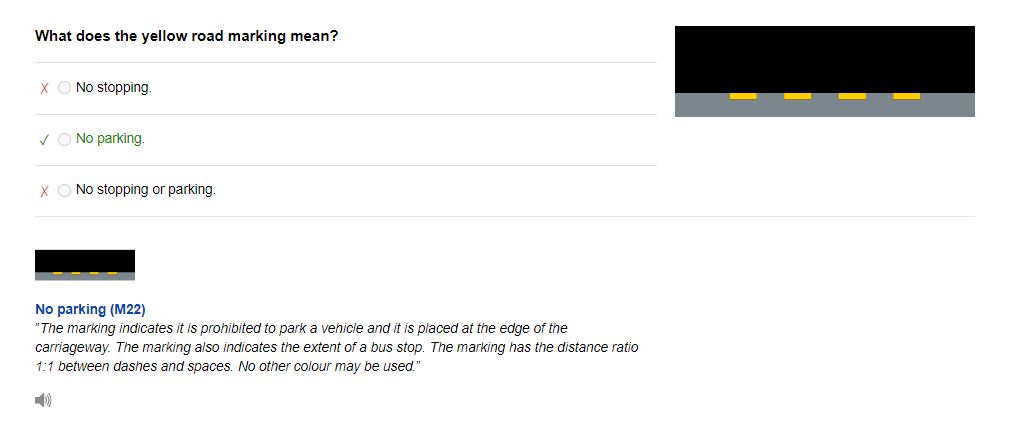 What does the yellow road marking mean?
X No stopping.
✓ No parking.
X No stopping or parking.
No parking (M22)
"The marking indicates it is prohibited to park a vehicle and it is placed at the edge of the
carriageway. The marking also indicates the extent of a bus stop. The marking has the distance ratio
1:1 between dashes and spaces. No other colour may be used."